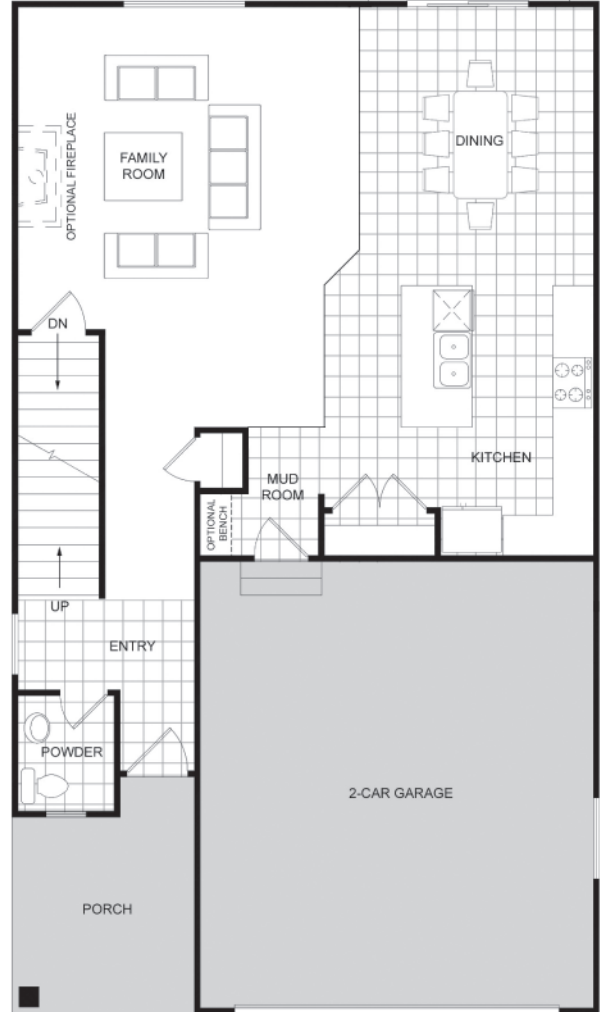 OPTIONAL FIREPLACE
FAMILY
ROOM
DINING
DN
KITCHEN
MUD
ROOM
OPTIONAL
BENCH
UP
ENTRY
POWDER
2-CAR GARAGE
PORCH